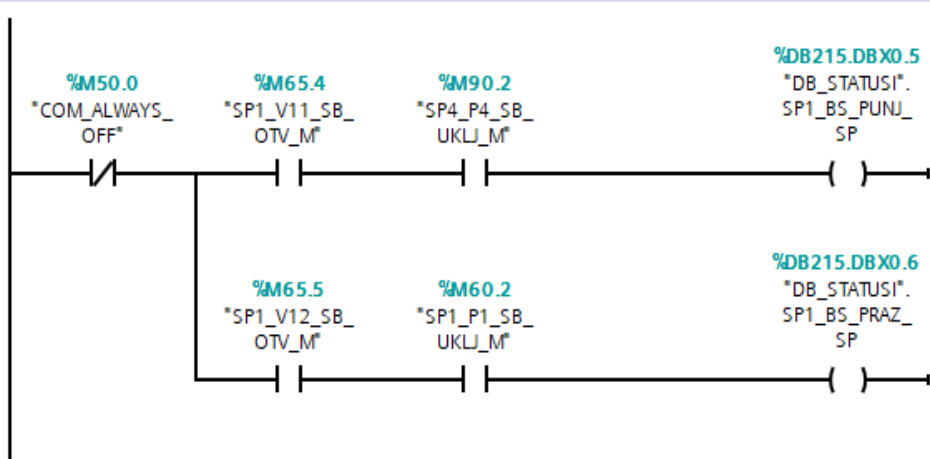 %M50.0
"COM_ALWAYS_
OFF"
%M65.4
"SP1_V11_SB_
OTV_M"
%M90.2
"SP4_P4_SB_
UKLJ_M"
%DB215.DBX0.5
"DB_STATUSI".
SP1_BS_PUNJ_
SP
%M65.5
"SP1_V12_SB_
OTV_M"
%M60.2
"SP1_P1_SB_
UKLJ_M"
%DB215.DBX0.6
"DB_STATUSI".
SP1_BS_PRAZ_
SP